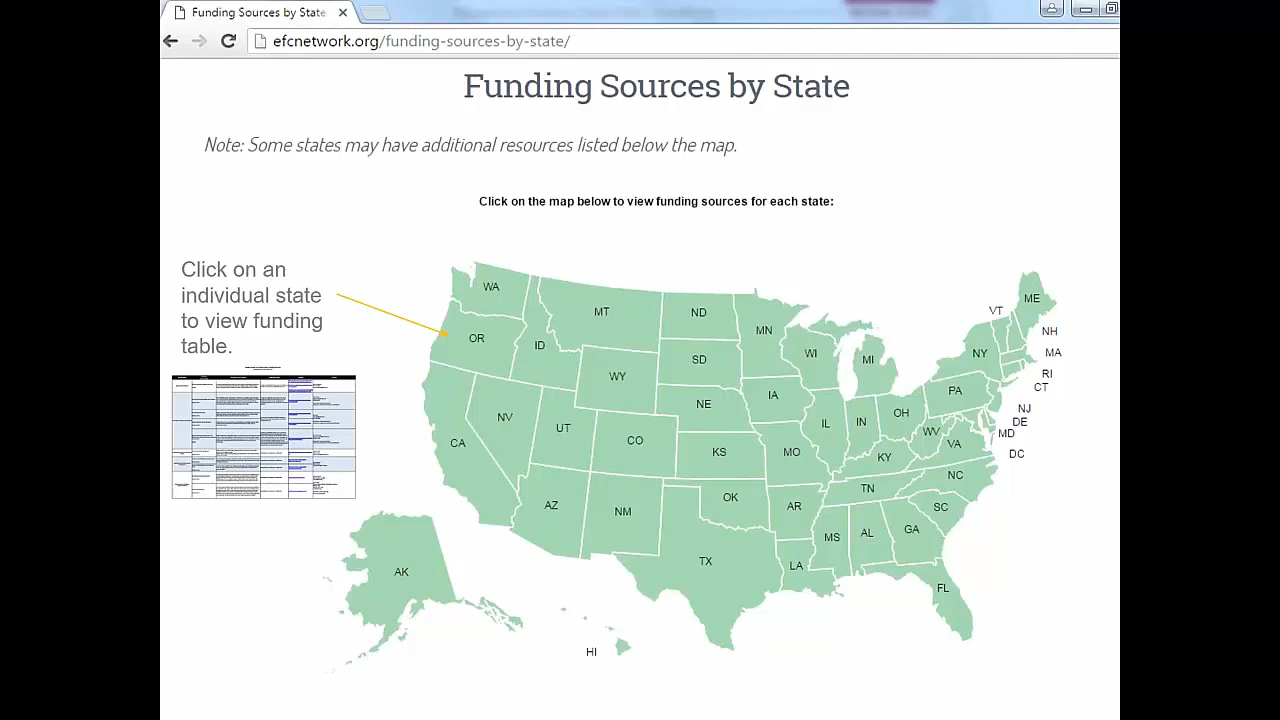 Funding Sources by State
efcnetwork.org/funding-sources-by-state/
Funding Sources by State
Note: Some states may have additional resources listed below the map.
Click on the map below to view funding sources for each state:
Click on an
individual state
to view funding
table.
WA
OR
ID
MT
ND
MN
SD
WY
NE
IA
WI
MI
NV
UT
CO
KS
MO
IL
IN
OH
CA
AZ
NM
OK
AR
TX
LA
MS
AL
GA
FL
TN
KY
WV
VA
NC
SC
PA
NY
VT
ME
NH
MA
RI
CT
NJ
DE
MD
DC
AK
HI